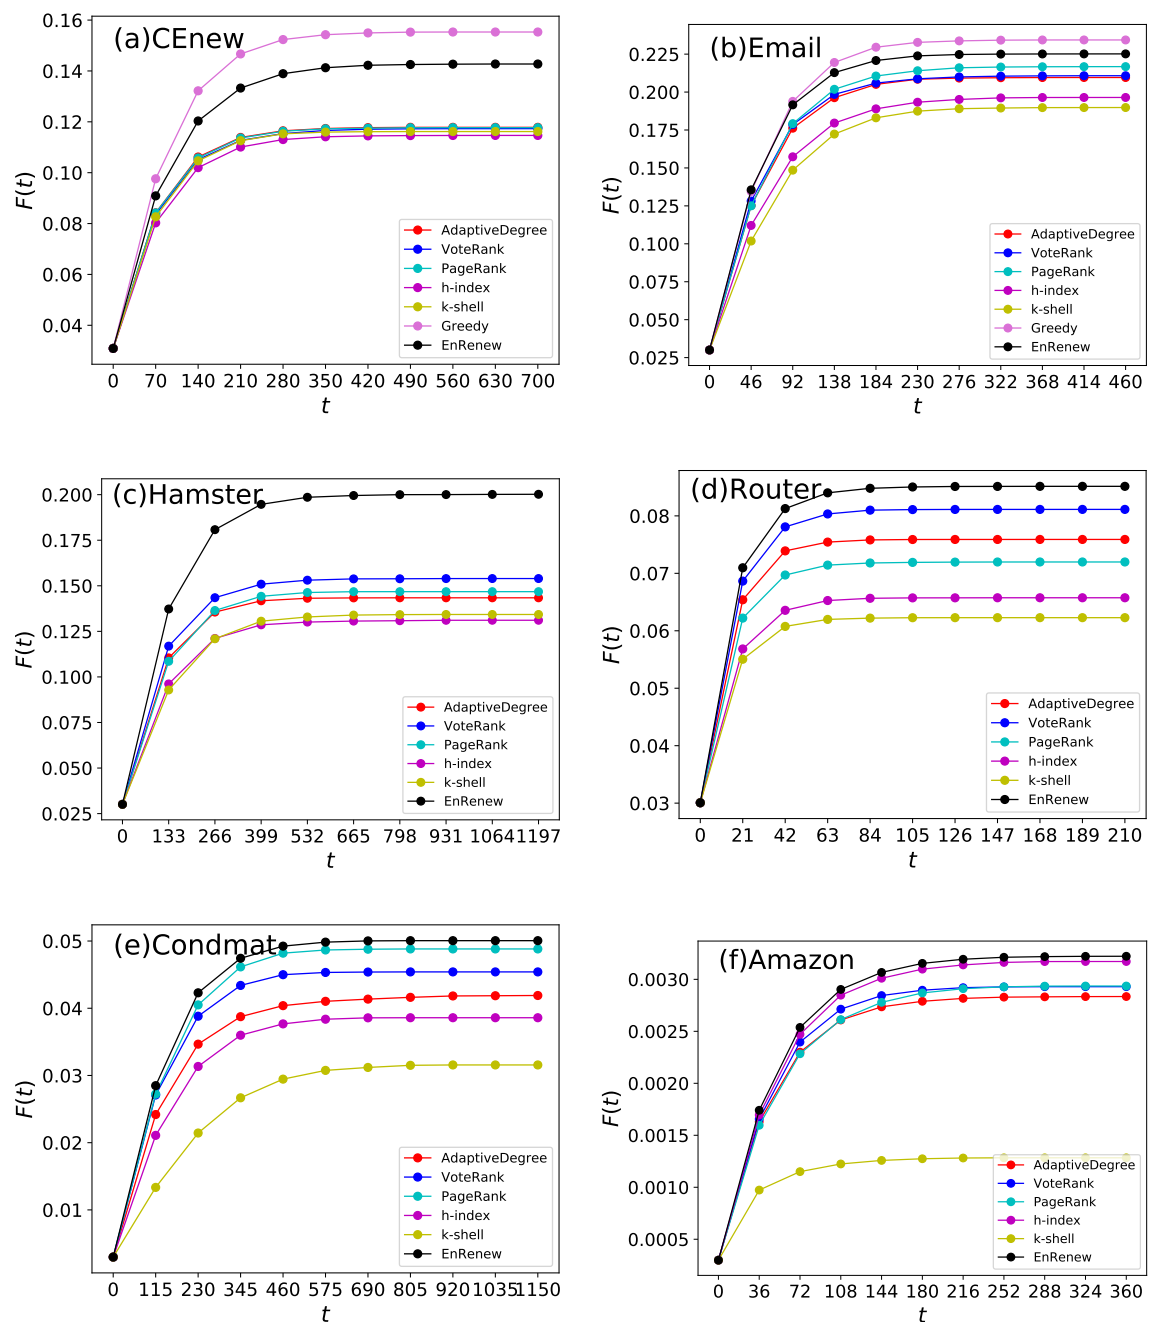 (a)CEnew
F(t)
0.16
0.14
0.12
0.10
0.08
0.06
0.04
AdaptiveDegree
VoteRank
PageRank
h-index
k-shell
Greedy
EnRenew
0 70 140 210 280 350 420 490 560 630 700
t
(b)Email
F(t)
0.225
0.200
0.175
0.150
0.125
0.100
0.075
0.050
0.025
AdaptiveDegree
VoteRank
PageRank
h-index
k-shell
Greedy
EnRenew
0 46 92 138 184 230 276 322 368 414 460
t
(c)Hamster
F(t)
0.200
0.175
0.150
0.125
0.100
0.075
0.050
0.025
AdaptiveDegree
VoteRank
PageRank
h-index
k-shell
EnRenew
0 133 266 399 532 665 798 931 1064 1197
t
(d)Router
F(t)
0.08
0.07
0.06
0.05
0.04
0.03
AdaptiveDegree
VoteRank
PageRank
h-index
k-shell
EnRenew
0 21 42 63 84 105 126 147 168 189 210
t
(e)Condmat
F(t)
0.05
0.04
0.03
0.02
0.01
AdaptiveDegree
VoteRank
PageRank
h-index
k-shell
EnRenew
0 115 230 345 460 575 690 805 920 1035 1150
t
(f)Amazon
F(t)
0.0030
0.0025
0.0020
0.0015
0.0010
0.0005
AdaptiveDegree
VoteRank
PageRank
h-index
k-shell
EnRenew
0 36 72 108 144 180 216 252 288 324 360
t